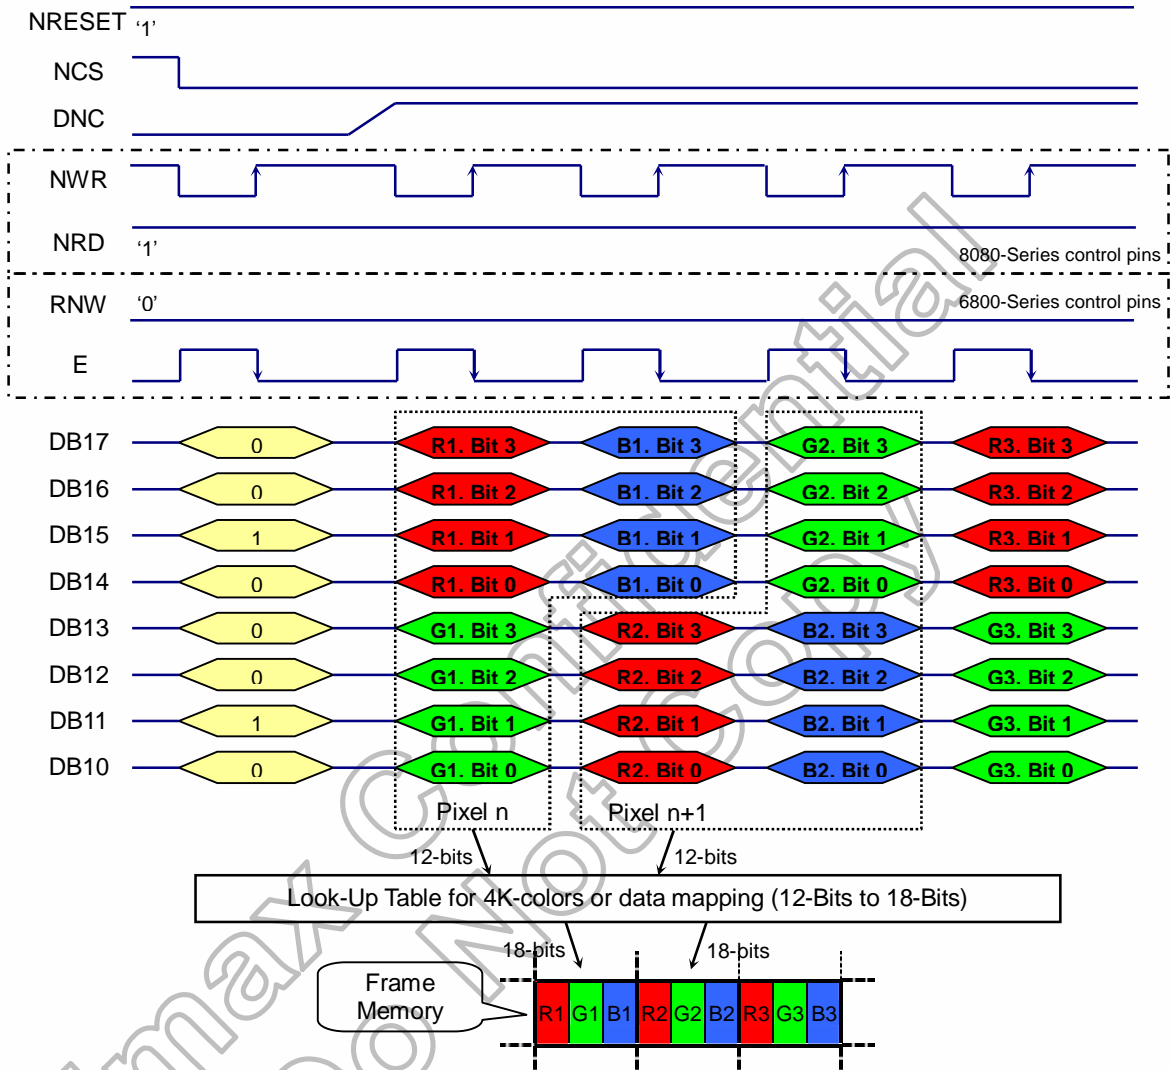 NRESET '1'
NCS
DNC
NWR
NRD '1'
8080-Series control pins
RNW '0'
6800-Series control pins
E
DB17 0 R1. Bit 3 B1. Bit 3 G2. Bit 3 R3. Bit 3
DB16 0 R1. Bit 2 B1. Bit 2 G2. Bit 2 R3. Bit 2
DB15 1 R1. Bit 1 B1. Bit 1 G2. Bit 1 R3. Bit 1
DB14 0 R1. Bit 0 B1. Bit 0 G2. Bit 0 R3. Bit 0
DB13 0 G1. Bit 3 R2. Bit 3 B2. Bit 3 G3. Bit 3
DB12 0 G1. Bit 2 R2. Bit 2 B2. Bit 2 G3. Bit 2
DB11 1 G1. Bit 1 R2. Bit 1 B2. Bit 1 G3. Bit 1
DB10 0 G1. Bit 0 R2. Bit 0 B2. Bit 0 G3. Bit 0
Pixel n Pixel n+1
12-bits 12-bits
Look-Up Table for 4K-colors or data mapping (12-Bits to 18-Bits)
18-bits 18-bits
Frame
Memory
R1 G1 B1 R2 G2 B2 R3 G3 B3
Confidential
Do Not Copy